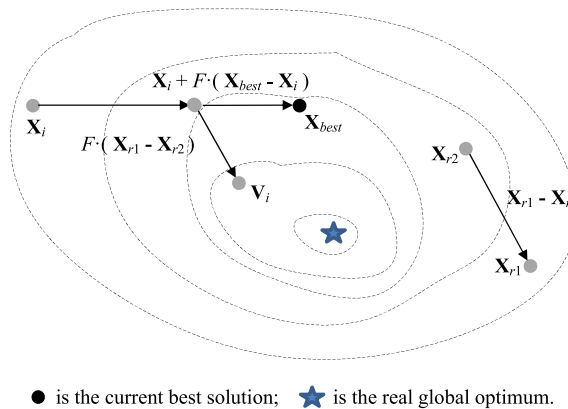 X_i + F·( X_best - X_i )
X_i
X_best
F·( X_r1 - X_r2 )
X_r2
V_i
X_r1 - X_r
X_r1
is the current best solution; is the real global optimum.